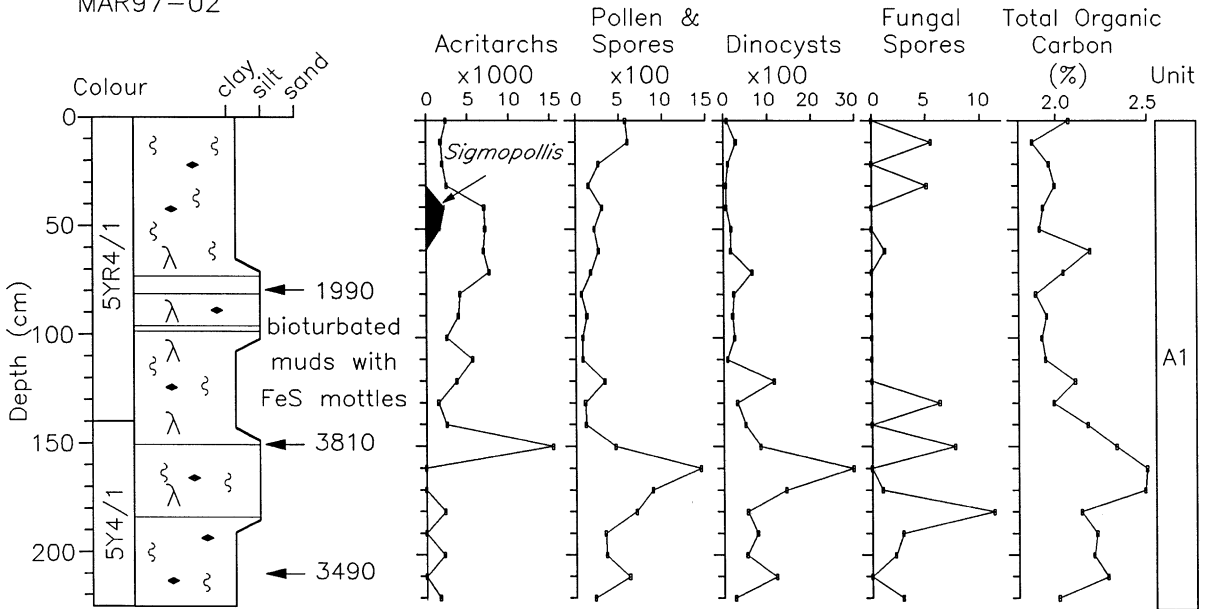 MAR97-02
Colour
clay
silt
sand
Acritarchs
x1000
Pollen &
Spores
x100
Dinocysts
x100
Fungal
Spores
Total Organic
Carbon
(%)
Unit
0 5 10 15
0 5 10 15
0 10 20 30
0 5 10
2.0 2.5
Depth (cm)
0
50
100
150
200
5YR4/1
5Y4/1
Sigmopollis
1990
bioturbated
muds with
FeS mottles
3810
3490
A1